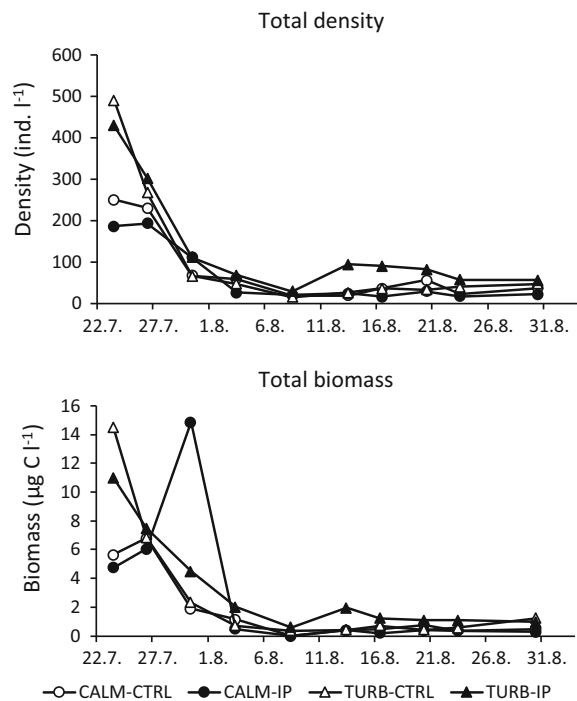 Total density
Density (ind. l⁻¹)
600
500
400
300
200
100
0
22.7. 27.7. 1.8. 6.8. 11.8. 16.8. 21.8. 26.8. 31.8.
Total biomass
Biomass (µg C l⁻¹)
16
14
12
10
8
6
4
2
0
22.7. 27.7. 1.8. 6.8. 11.8. 16.8. 21.8. 26.8. 31.8.
CALM-CTRL CALM-IP TURB-CTRL TURB-IP